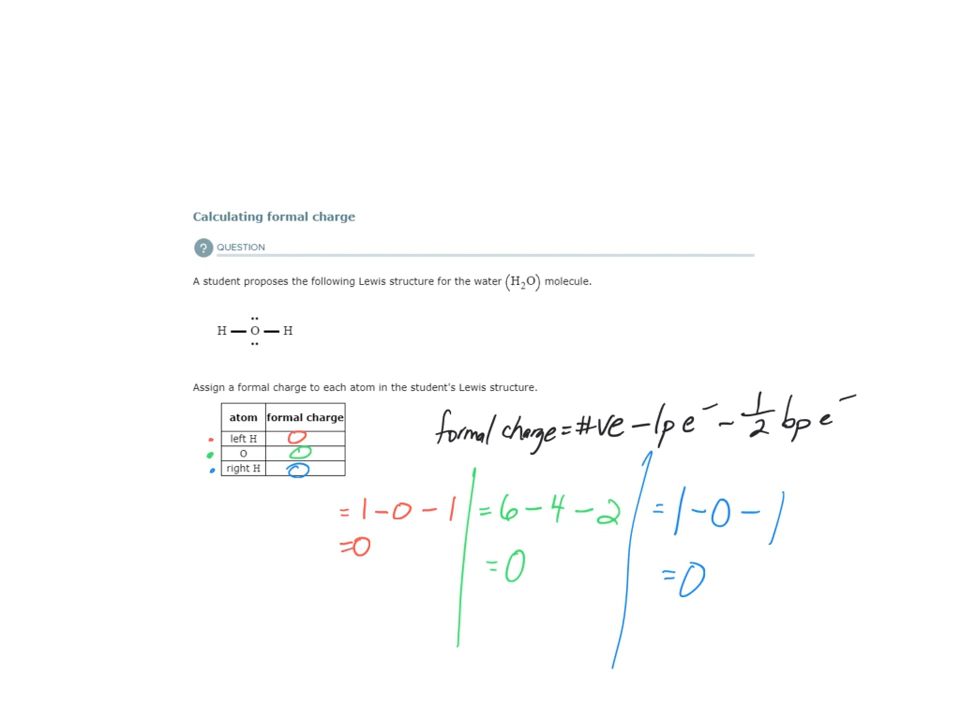 Calculating formal charge
? QUESTION
A student proposes the following Lewis structure for the water (H₂O) molecule.
H — O — H
Assign a formal charge to each atom in the student's Lewis structure.
atom formal charge
left H 0
O 0
right H 0
formal charge = #ve - lp e⁻ - 1/2 bp e⁻
= 1 - 0 - 1
= 0
= 6 - 4 - 2
= 0
= 1 - 0 - 1
= 0